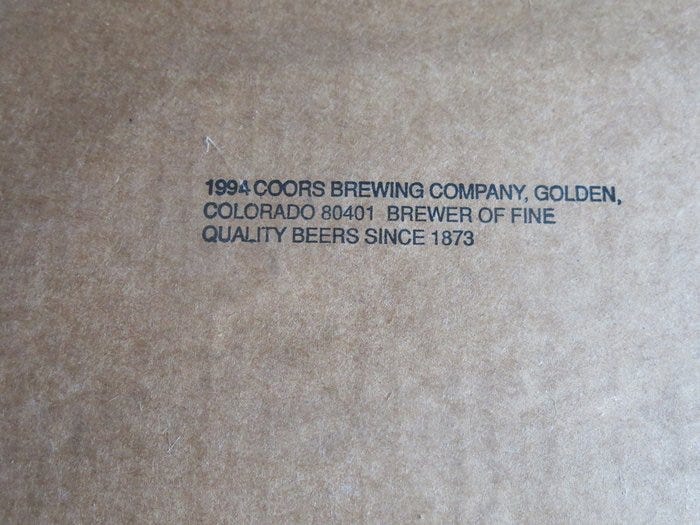 1994 COORS BREWING COMPANY, GOLDEN,
COLORADO 80401 BREWER OF FINE
QUALITY BEERS SINCE 1873